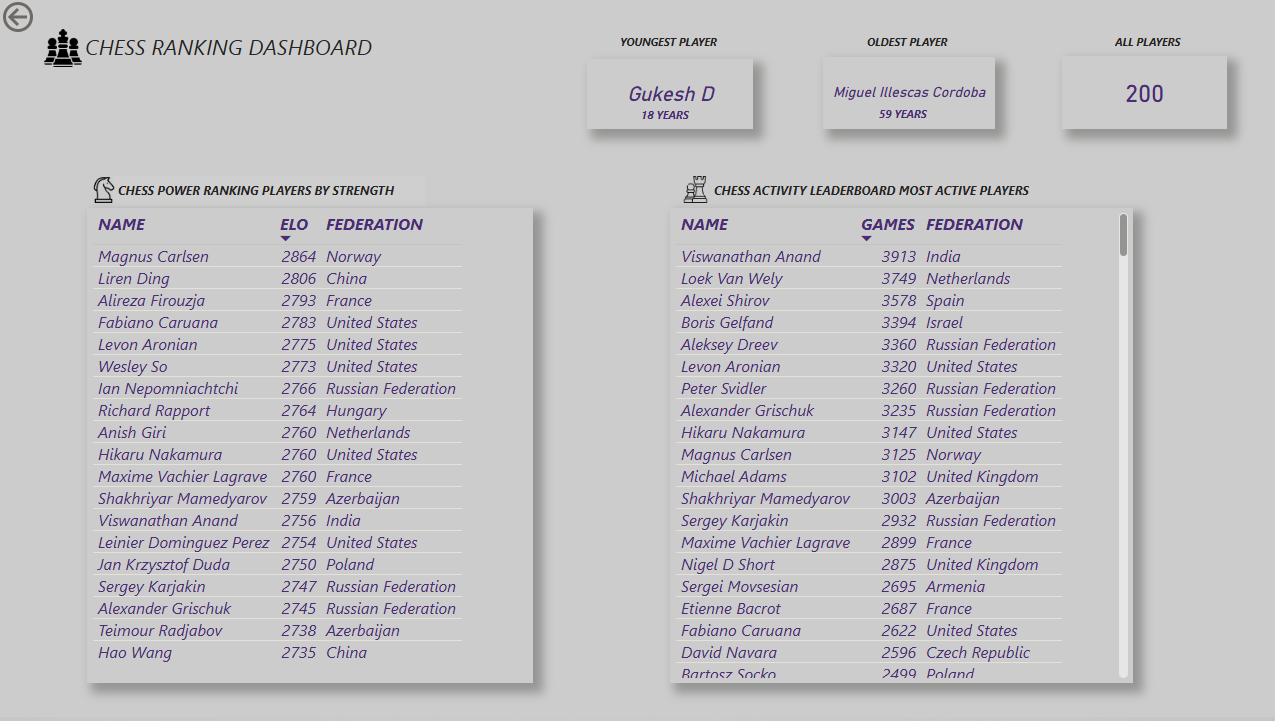 CHESS RANKING DASHBOARD
YOUNGEST PLAYER
Gukesh D
18 YEARS
OLDEST PLAYER
Miguel Illescas Cordoba
59 YEARS
ALL PLAYERS
200
CHESS POWER RANKING PLAYERS BY STRENGTH
NAME ELO FEDERATION
Magnus Carlsen 2864 Norway
Liren Ding 2806 China
Alireza Firouzja 2793 France
Fabiano Caruana 2783 United States
Levon Aronian 2775 United States
Wesley So 2773 United States
Ian Nepomniachtchi 2766 Russian Federation
Richard Rapport 2764 Hungary
Anish Giri 2760 Netherlands
Hikaru Nakamura 2760 United States
Maxime Vachier Lagrave 2760 France
Shakhriyar Mamedyarov 2759 Azerbaijan
Viswanathan Anand 2756 India
Leinier Dominguez Perez 2754 United States
Jan Krzysztof Duda 2750 Poland
Sergey Karjakin 2747 Russian Federation
Alexander Grischuk 2745 Russian Federation
Teimour Radjabov 2738 Azerbaijan
Hao Wang 2735 China
CHESS ACTIVITY LEADERBOARD MOST ACTIVE PLAYERS
NAME GAMES FEDERATION
Viswanathan Anand 3913 India
Loek Van Wely 3749 Netherlands
Alexei Shirov 3578 Spain
Boris Gelfand 3394 Israel
Aleksey Dreev 3360 Russian Federation
Levon Aronian 3320 United States
Peter Svidler 3260 Russian Federation
Alexander Grischuk 3235 Russian Federation
Hikaru Nakamura 3147 United States
Magnus Carlsen 3125 Norway
Michael Adams 3102 United Kingdom
Shakhriyar Mamedyarov 3003 Azerbaijan
Sergey Karjakin 2932 Russian Federation
Maxime Vachier Lagrave 2899 France
Nigel D Short 2875 United Kingdom
Sergei Movsesian 2695 Armenia
Etienne Bacrot 2687 France
Fabiano Caruana 2622 United States
David Navara 2596 Czech Republic
Bartosz Socko 2499 Poland